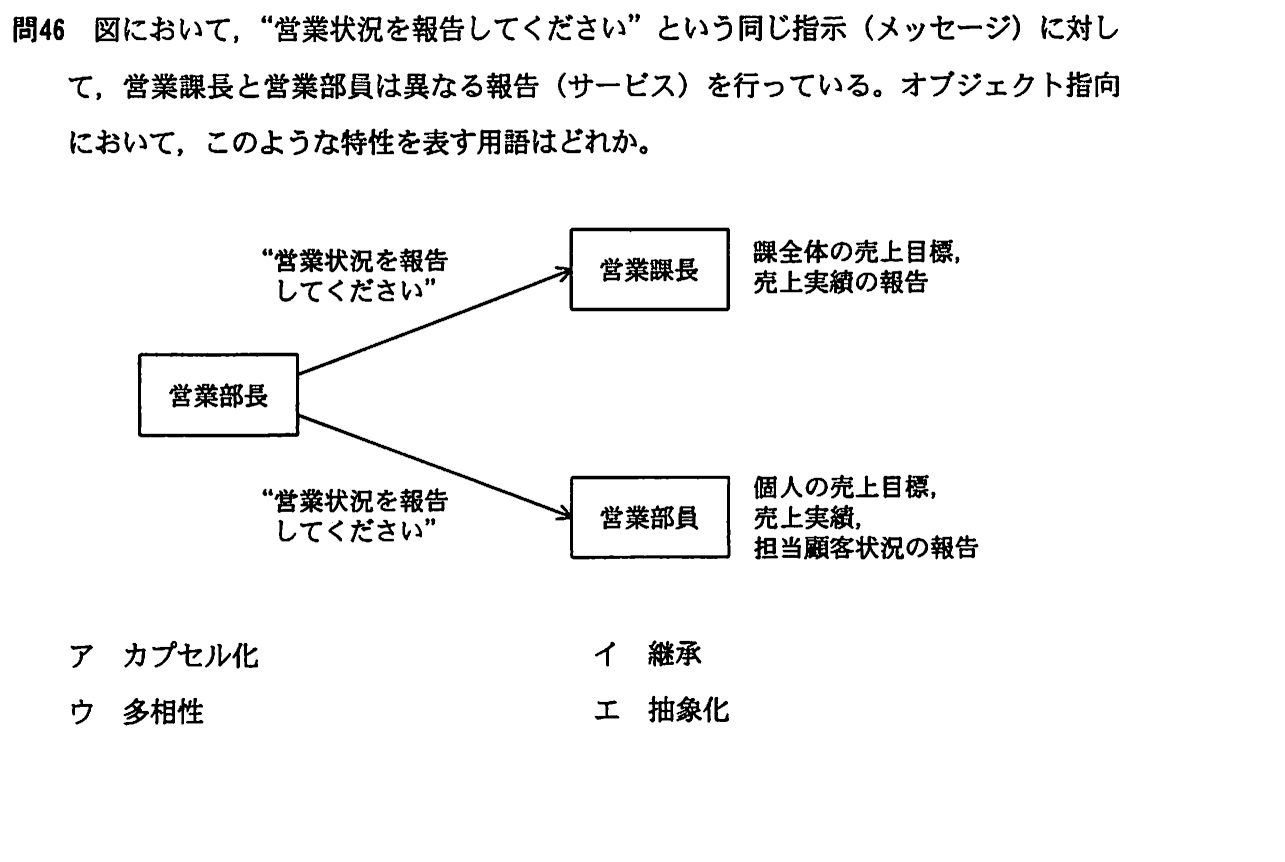 問46 図において，“営業状況を報告してください”という同じ指示（メッセージ）に対し
て，営業課長と営業部員は異なる報告（サービス）を行っている。オブジェクト指向
において，このような特性を表す用語はどれか。
“営業状況を報告
してください”
営業課長
課全体の売上目標，
売上実績の報告
営業部長
“営業状況を報告
してください”
営業部員
個人の売上目標，
売上実績，
担当顧客状況の報告
ア カプセル化
イ 継承
ウ 多相性
エ 抽象化